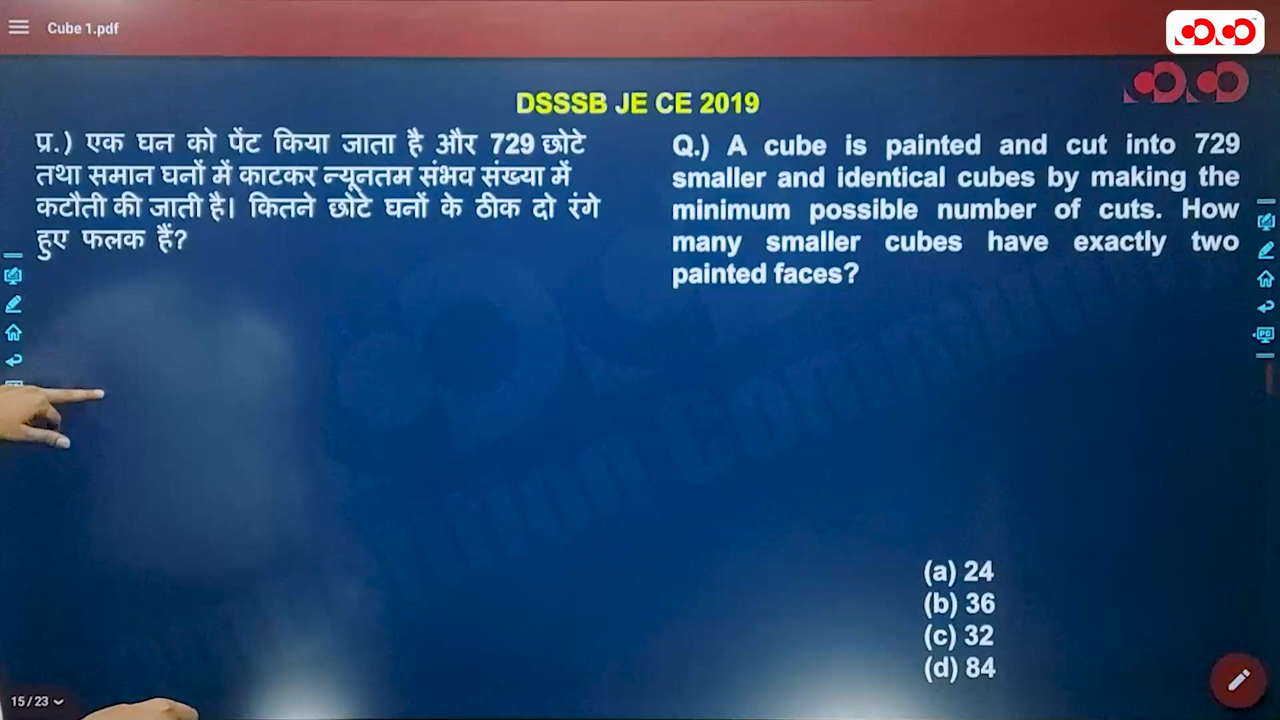 Cube 1.pdf
DSSSB JE CE 2019
प्र.) एक घन को पेंट किया जाता है और 729 छोटे
तथा समान घनों में काटकर न्यूनतम संभव संख्या में
कटौती की जाती है। कितने छोटे घनों के ठीक दो रंगे
हुए फलक हैं?
Q.) A cube is painted and cut into 729
smaller and identical cubes by making the
minimum possible number of cuts. How
many smaller cubes have exactly two
painted faces?
(a) 24
(b) 36
(c) 32
(d) 84
15 / 23